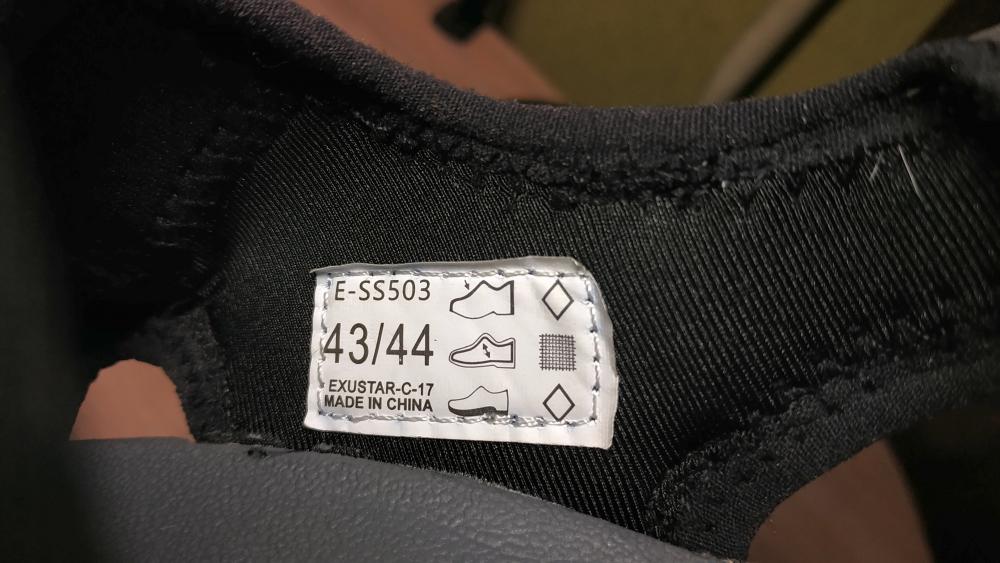 E-SS503
43/44
EXUSTAR-C-17
MADE IN CHINA